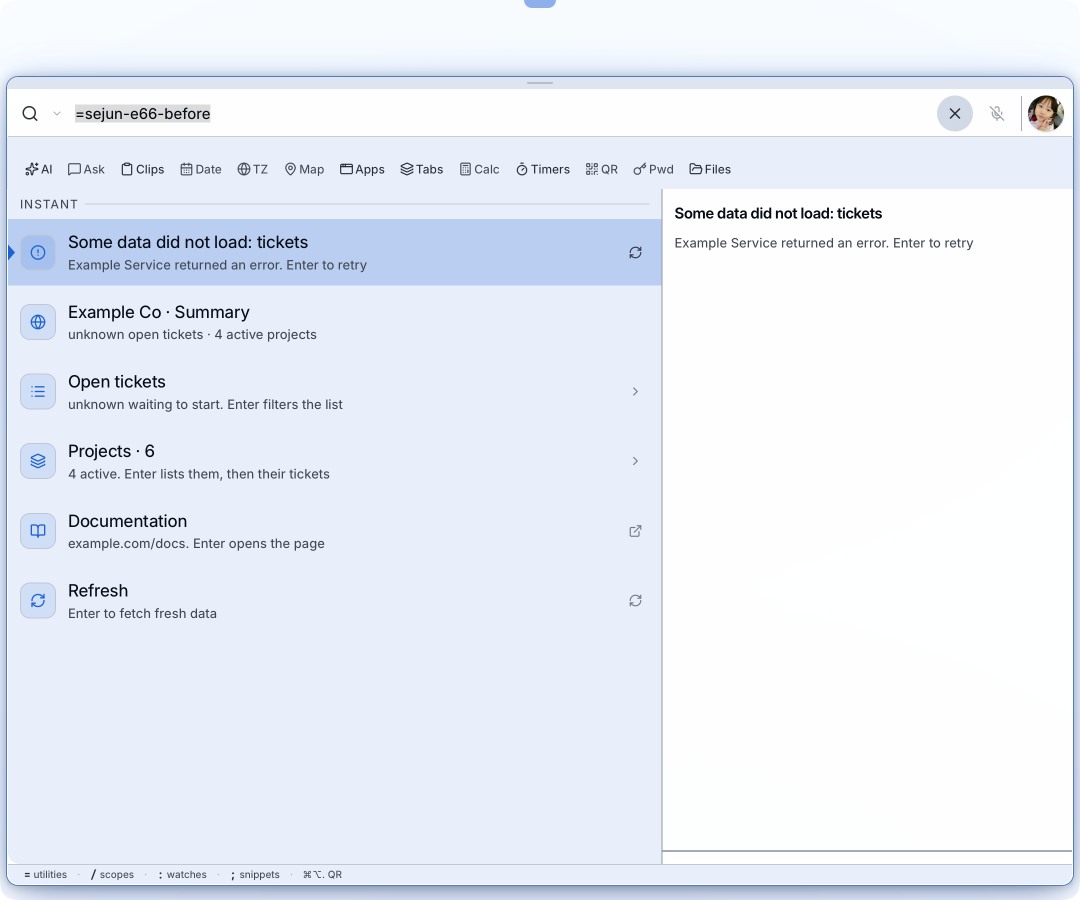 =sejun-e66-before
AI Ask Clips Date TZ Map Apps Tabs Calc Timers QR Pwd Files
INSTANT
Some data did not load: tickets
Example Service returned an error. Enter to retry
Example Co · Summary
unknown open tickets · 4 active projects
Open tickets
unknown waiting to start. Enter filters the list
Projects · 6
4 active. Enter lists them, then their tickets
Documentation
example.com/docs. Enter opens the page
Refresh
Enter to fetch fresh data
Some data did not load: tickets
Example Service returned an error. Enter to retry
= utilities · / scopes · : watches · ; snippets · ⌘⌥. QR